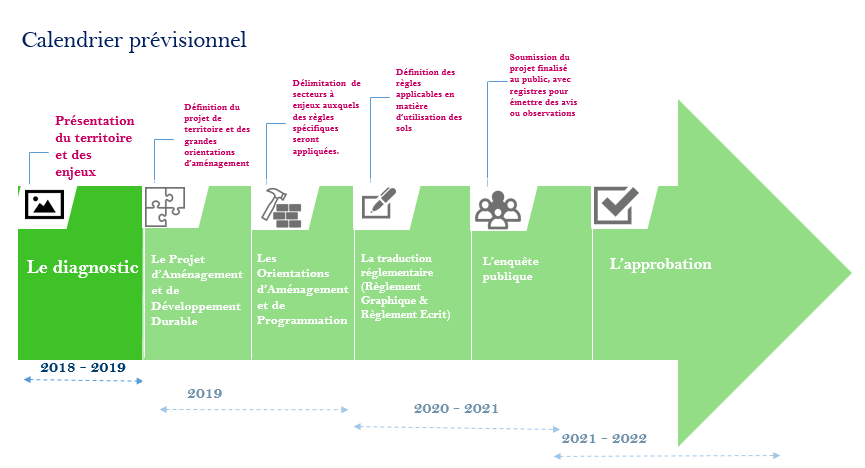 Calendrier prévisionnel
Présentation
du territoire
et des
enjeux
Définition du
projet de
territoire et des
grandes
orientations
d'aménagement
Délimitation de
secteurs à
enjeux auxquels
des règles
spécifiques
seront
appliquées.
Définition des
règles
applicables en
matière
d'utilisation des
sols
Soumission du
projet finalisé
au public, avec
registres pour
émettre des avis
ou observations
Le diagnostic
Le Projet
d'Aménagement
et de
Développement
Durable
Les
Orientations
d'Aménagement
et de
Programmation
La traduction
réglementaire
(Règlement
Graphique &
Règlement Ecrit)
L'enquête
publique
L'approbation
2018 – 2019
2019
2020 – 2021
2021 – 2022